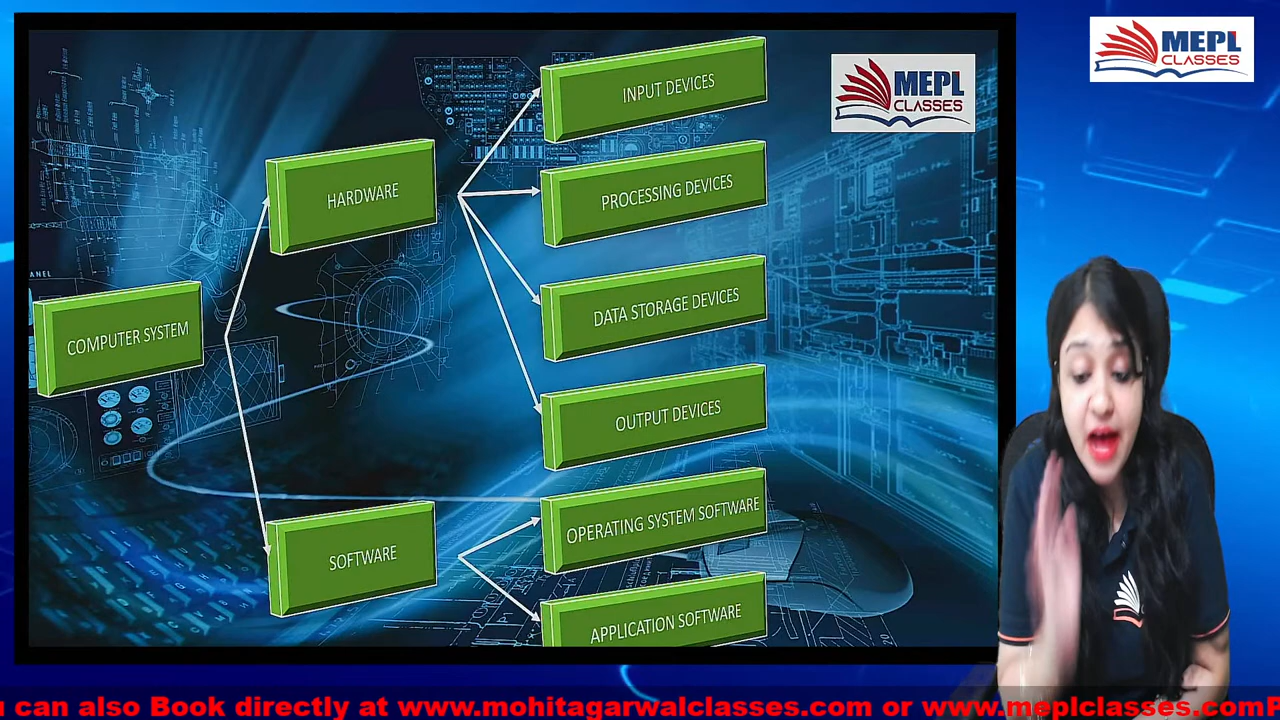 MEPL
CLASSES
MEPL
CLASSES
INPUT DEVICES
HARDWARE
PROCESSING DEVICES
COMPUTER SYSTEM
DATA STORAGE DEVICES
OUTPUT DEVICES
SOFTWARE
OPERATING SYSTEM SOFTWARE
APPLICATION SOFTWARE
can also Book directly at www.mohitagarwalclasses.com or www.meplclasses.com